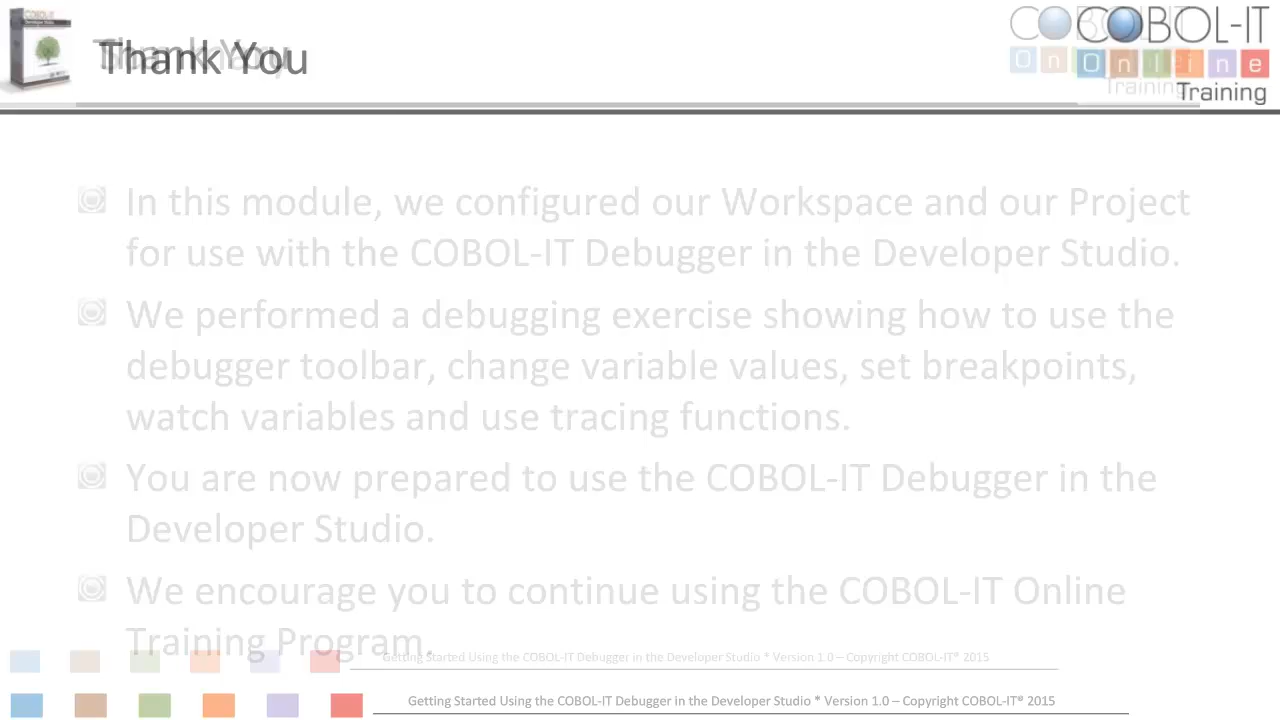 Thank You
COBOL-IT
Online
Training
In this module, we configured our Workspace and our Project
for use with the COBOL-IT Debugger in the Developer Studio.
We performed a debugging exercise showing how to use the
debugger toolbar, change variable values, set breakpoints,
watch variables and use tracing functions.
You are now prepared to use the COBOL-IT Debugger in the
Developer Studio.
We encourage you to continue using the COBOL-IT Online
Training Program.
Getting Started Using the COBOL-IT Debugger in the Developer Studio * Version 1.0 – Copyright COBOL-IT® 2015
Getting Started Using the COBOL-IT Debugger in the Developer Studio * Version 1.0 – Copyright COBOL-IT® 2015